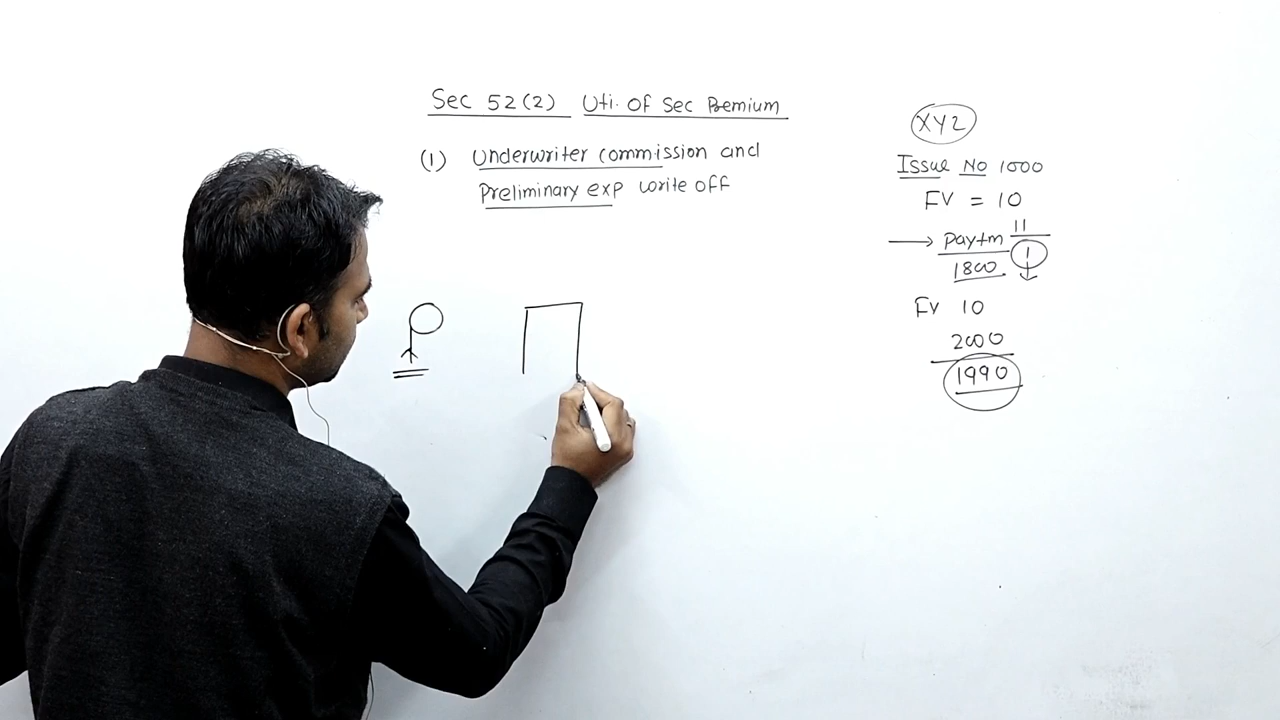 Sec 52(2) Uti. Of Sec Premium
(1) Underwriter commission and
Preliminary exp write off
XYZ
Issue No 1000
FV = 10
→ paytm 11
1800 1
FV 10
2000
1990